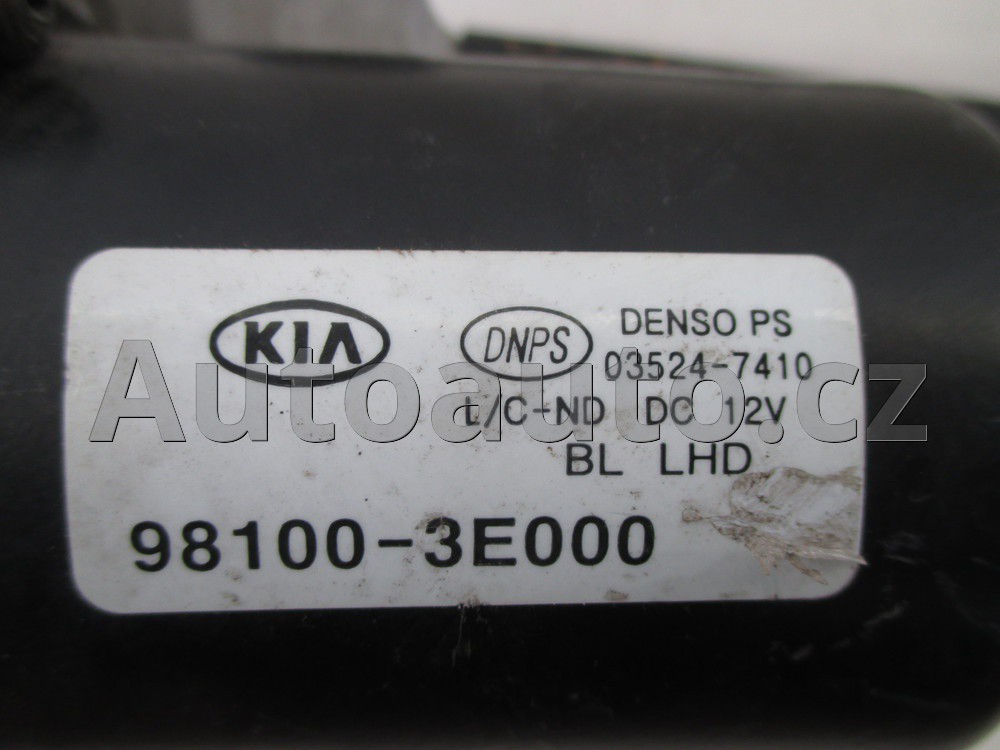 KIA
DNPS
DENSO PS
03524-7410
L/C-ND DC 12V
BL LHD
98100-3E000
Autoauto.cz